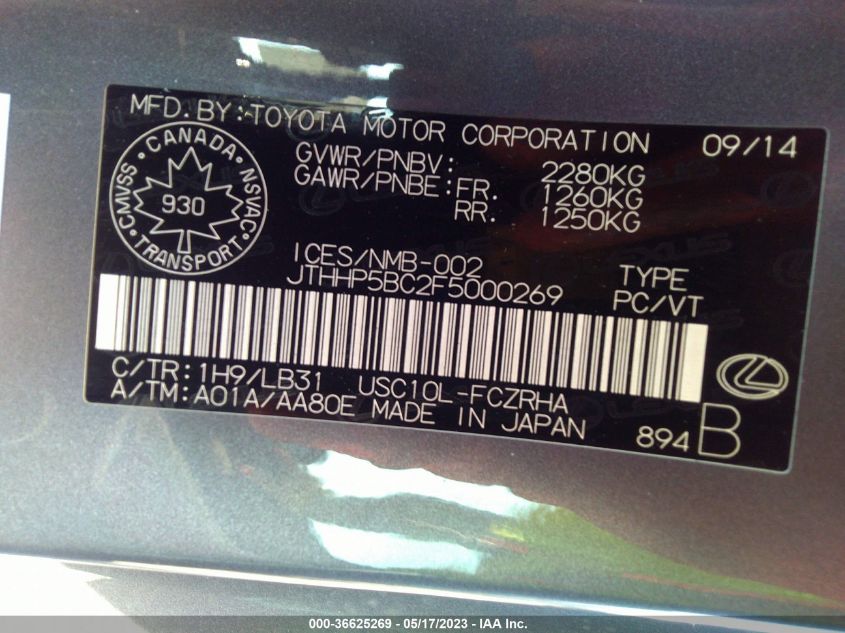 MFD.BY:TOYOTA MOTOR CORPORATION 09/14
CMVSS · CANADA · NSVAC · TRANSPORT
930
GVWR/PNBV: 2280KG
GAWR/PNBE:FR. 1260KG
RR. 1250KG
ICES/NMB-002
JTHHP5BC2F5000269
TYPE
PC/VT
C/TR:1H9/LB31 USC10L-FCZRHA
A/TM:A01A/AA80E MADE IN JAPAN
894 B
000-36625269 - 05/17/2023 - IAA Inc.